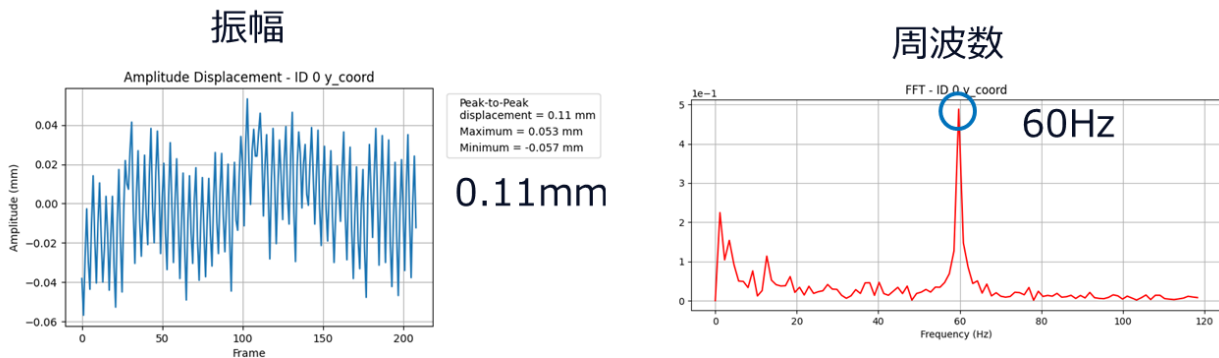 振幅
Amplitude Displacement - ID 0 y_coord
Amplitude (mm)
0.04
0.02
0.00
−0.02
−0.04
−0.06
0
50
100
150
200
Frame
Peak-to-Peak
displacement = 0.11 mm
Maximum = 0.053 mm
Minimum = -0.057 mm
0.11mm
周波数
FFT - ID 0 y_coord
1e−1
5
4
3
2
1
0
0
20
40
60
80
100
120
Frequency (Hz)
60Hz